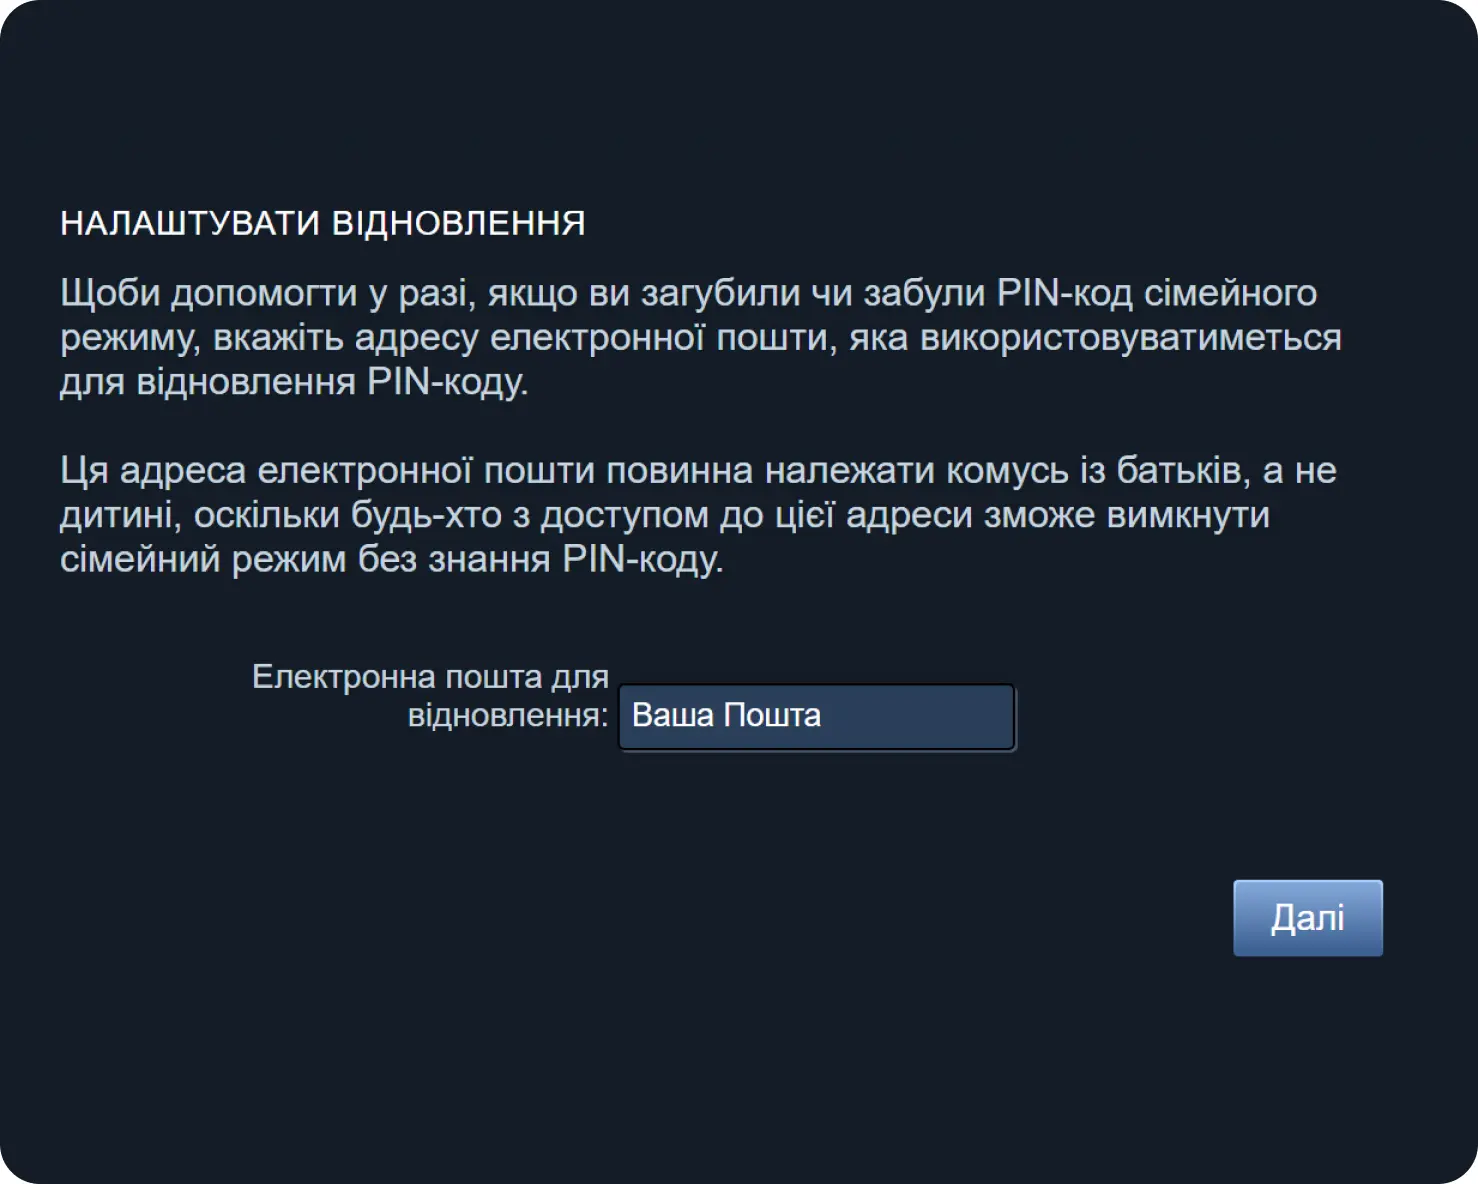 НАЛАШТУВАТИ ВІДНОВЛЕННЯ
Щоби допомогти у разі, якщо ви загубили чи забули PIN-код сімейного
режиму, вкажіть адресу електронної пошти, яка використовуватиметься
для відновлення PIN-коду.
Ця адреса електронної пошти повинна належати комусь із батьків, а не
дитині, оскільки будь-хто з доступом до цієї адреси зможе вимкнути
сімейний режим без знання PIN-коду.
Електронна пошта для
відновлення: Ваша Пошта
Далі